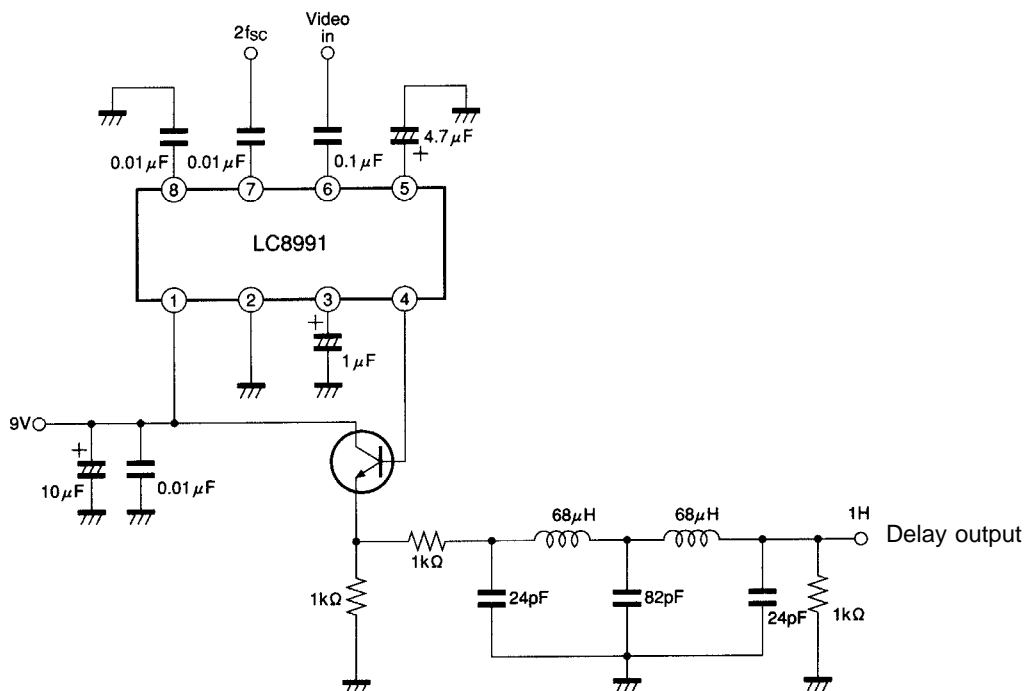 2fSC
Video
in
0.01μF
0.01μF
0.1μF
4.7μF
+
8
7
6
5
LC8991
1
2
3
4
+
1μF
9V
+
10μF
0.01μF
68μH
68μH
1H
Delay output
1kΩ
1kΩ
24pF
82pF
24pF
1kΩ